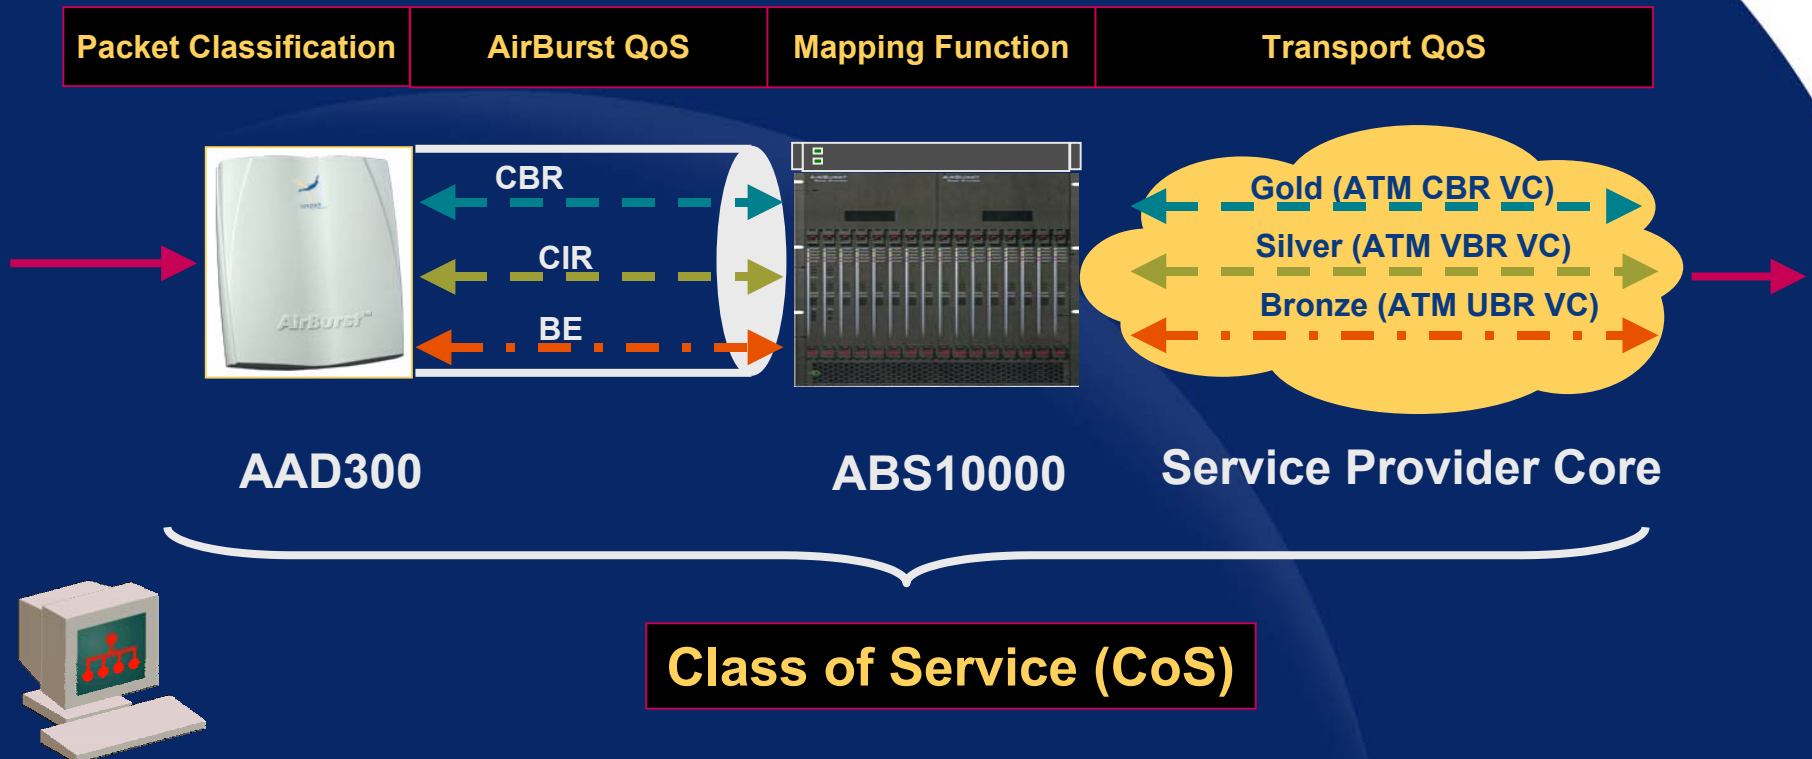 Packet Classification
AirBurst QoS
Mapping Function
Transport QoS
CBR
CIR
BE
AirBurst™
Gold (ATM CBR VC)
Silver (ATM VBR VC)
Bronze (ATM UBR VC)
AAD300
ABS10000
Service Provider Core
Class of Service (CoS)